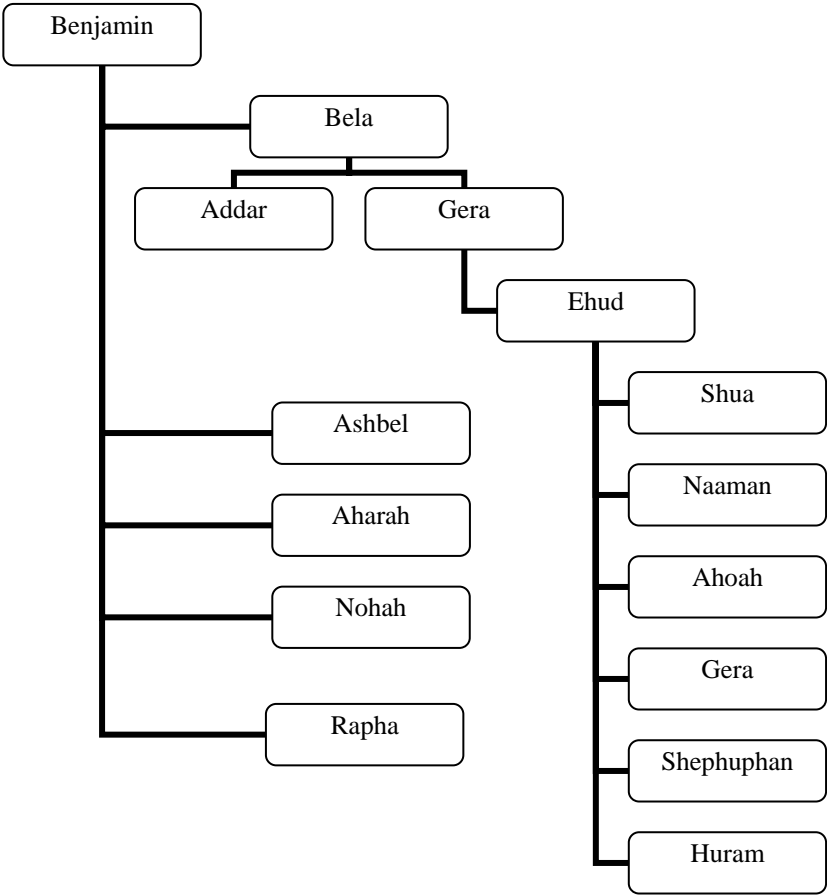 Benjamin
Bela
Addar
Gera
Ehud
Shua
Ashbel
Naaman
Aharah
Ahoah
Nohah
Gera
Rapha
Shephuphan
Huram